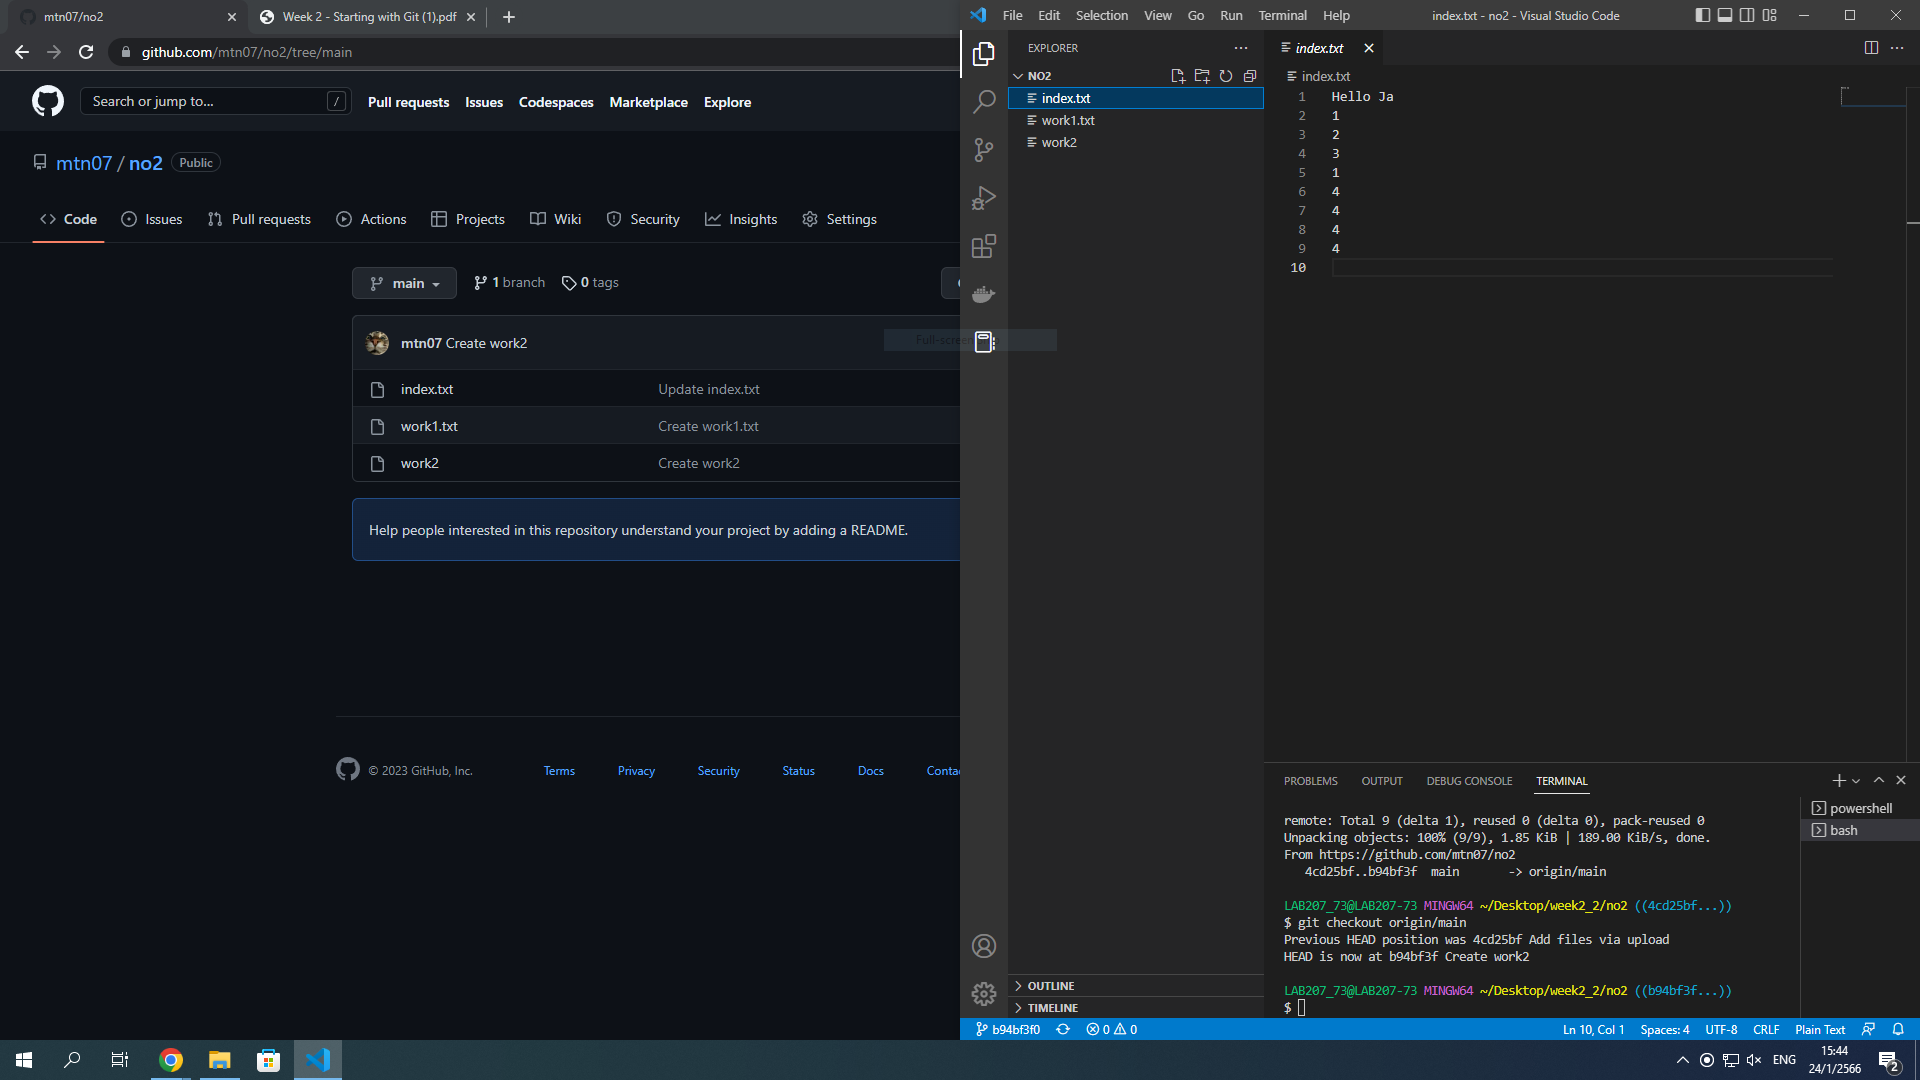 mtn07/no2
Week 2 - Starting with Git (1).pdf
github.com/mtn07/no2/tree/main
Search or jump to... /
Pull requests Issues Codespaces Marketplace Explore
mtn07 / no2 Public
Code Issues Pull requests Actions Projects Wiki Security Insights Settings
main 1 branch 0 tags
mtn07 Create work2
index.txt Update index.txt
work1.txt Create work1.txt
work2 Create work2
Help people interested in this repository understand your project by adding a README.
© 2023 GitHub, Inc. Terms Privacy Security Status Docs Conta
File Edit Selection View Go Run Terminal Help
index.txt - no2 - Visual Studio Code
EXPLORER
NO2
index.txt
work1.txt
work2
Full-screen
OUTLINE
TIMELINE
index.txt
index.txt
1 Hello Ja
2 1
3 2
4 3
5 1
6 4
7 4
8 4
9 4
10
PROBLEMS OUTPUT DEBUG CONSOLE TERMINAL
powershell
bash
remote: Total 9 (delta 1), reused 0 (delta 0), pack-reused 0
Unpacking objects: 100% (9/9), 1.85 KiB | 189.00 KiB/s, done.
From https://github.com/mtn07/no2
4cd25bf..b94bf3f main -> origin/main
LAB207_73@LAB207-73 MINGW64 ~/Desktop/week2_2/no2 ((4cd25bf...))
$ git checkout origin/main
Previous HEAD position was 4cd25bf Add files via upload
HEAD is now at b94bf3f Create work2
LAB207_73@LAB207-73 MINGW64 ~/Desktop/week2_2/no2 ((b94bf3f...))
$
b94bf3f0 0 0
Ln 10, Col 1 Spaces: 4 UTF-8 CRLF Plain Text
ENG
15:44
24/1/2566
2